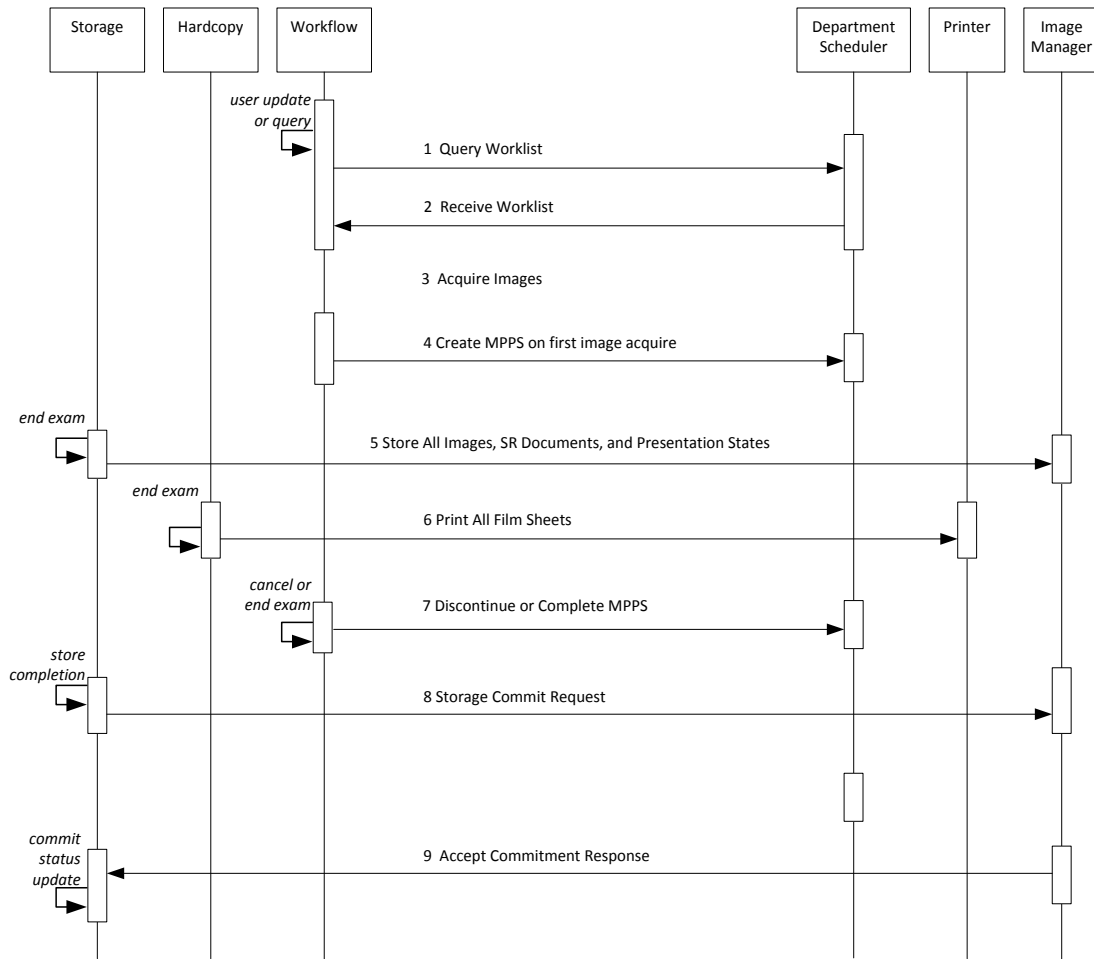 Storage
Hardcopy
Workflow
Department
Scheduler
Printer
Image
Manager
user update
or query
1 Query Worklist
2 Receive Worklist
3 Acquire Images
4 Create MPPS on first image acquire
end exam
5 Store All Images, SR Documents, and Presentation States
end exam
6 Print All Film Sheets
cancel or
end exam
7 Discontinue or Complete MPPS
store
completion
8 Storage Commit Request
commit
status
update
9 Accept Commitment Response